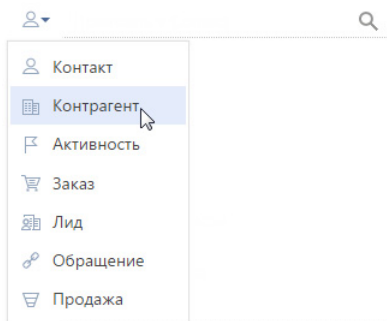 Контакт
Контрагент
Активность
Заказ
Лид
Обращение
Продажа